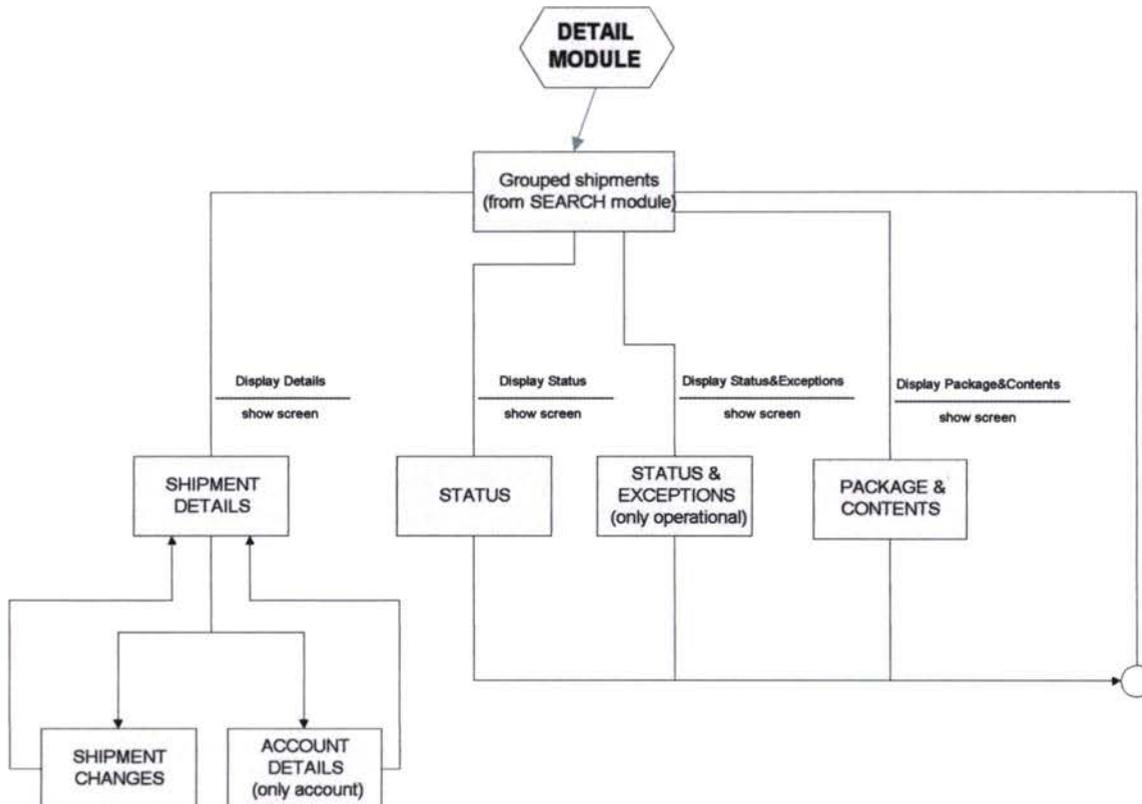 DETAIL
MODULE
Grouped shipments
(from SEARCH module)
Display Details
show screen
Display Status
show screen
Display Status&Exceptions
show screen
Display Package&Contents
show screen
SHIPMENT
DETAILS
STATUS
STATUS &
EXCEPTIONS
(only operational)
PACKAGE &
CONTENTS
SHIPMENT
CHANGES
ACCOUNT
DETAILS
(only account)